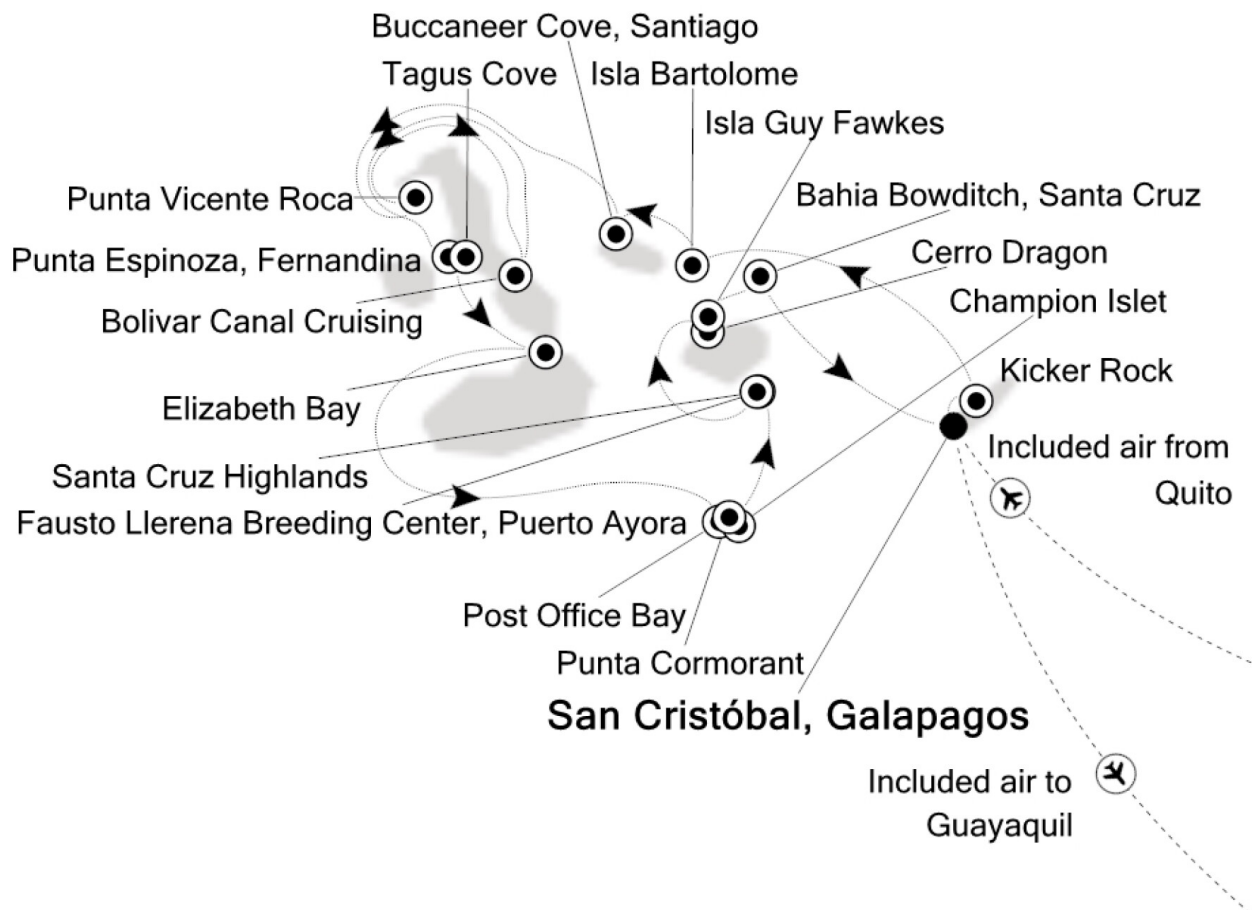 Buccaneer Cove, Santiago
Tagus Cove
Isla Bartolome
Isla Guy Fawkes
Punta Vicente Roca
Bahia Bowditch, Santa Cruz
Punta Espinoza, Fernandina
Cerro Dragon
Bolivar Canal Cruising
Champion Islet
Kicker Rock
Elizabeth Bay
Included air from
Quito
Santa Cruz Highlands
Fausto Llerena Breeding Center, Puerto Ayora
Post Office Bay
Punta Cormorant
San Cristóbal, Galapagos
Included air to
Guayaquil